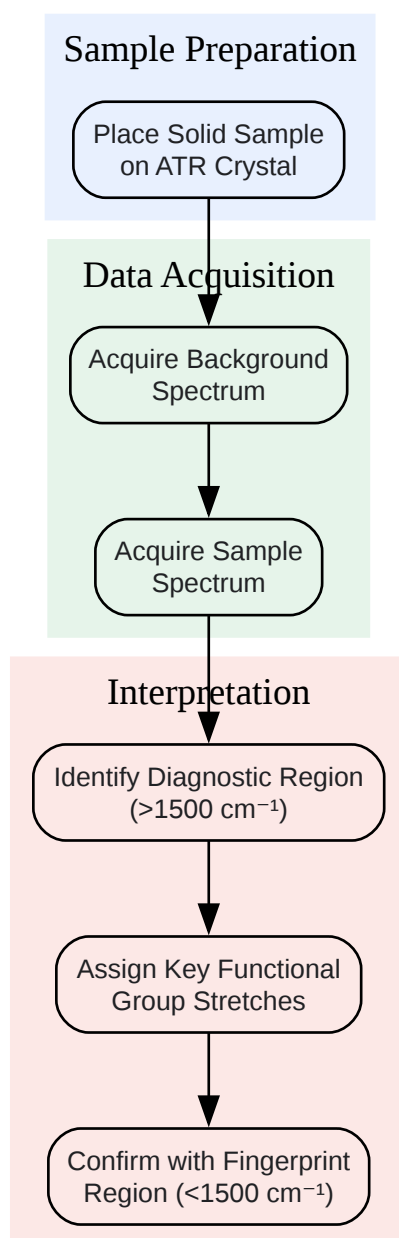 Sample Preparation
Place Solid Sample
on ATR Crystal
Data Acquisition
Acquire Background
Spectrum
Acquire Sample
Spectrum
Interpretation
Identify Diagnostic Region
(>1500 cm⁻¹)
Assign Key Functional
Group Stretches
Confirm with Fingerprint
Region (<1500 cm⁻¹)